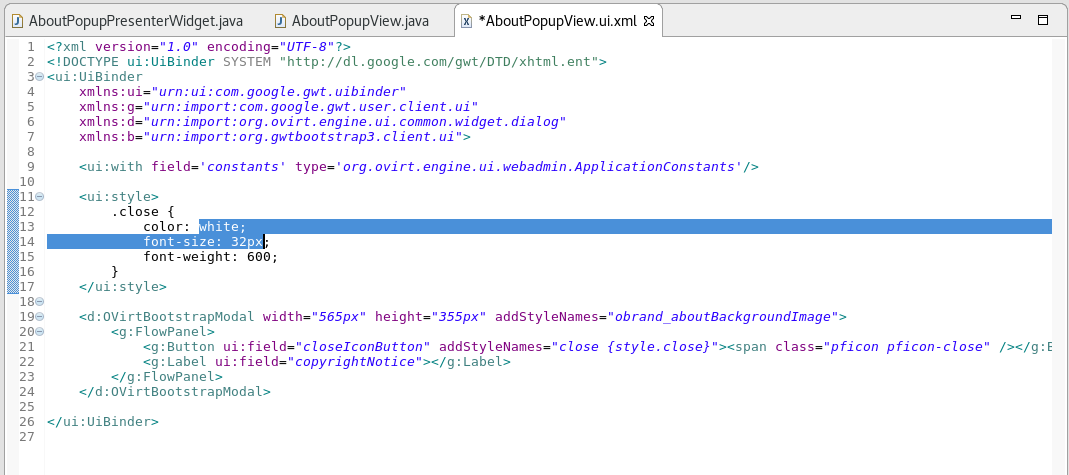 AboutPopupPresenterWidget.java AboutPopupView.java *AboutPopupView.ui.xml
1 <?xml version="1.0" encoding="UTF-8"?>
2 <!DOCTYPE ui:UiBinder SYSTEM "http://dl.google.com/gwt/DTD/xhtml.ent">
3 <ui:UiBinder
4     xmlns:ui="urn:ui:com.google.gwt.uibinder"
5     xmlns:g="urn:import:com.google.gwt.user.client.ui"
6     xmlns:d="urn:import:org.ovirt.engine.ui.common.widget.dialog"
7     xmlns:b="urn:import:org.gwtbootstrap3.client.ui">
8
9     <ui:with field='constants' type='org.ovirt.engine.ui.webadmin.ApplicationConstants'/>
10
11     <ui:style>
12         .close {
13             color: white;
14             font-size: 32px;
15             font-weight: 600;
16         }
17     </ui:style>
18
19     <d:OVirtBootstrapModal width="565px" height="355px" addStyleNames="obrand_aboutBackgroundImage">
20         <g:FlowPanel>
21             <g:Button ui:field="closeIconButton" addStyleNames="close {style.close}"><span class="pficon pficon-close" /></g:
22             <g:Label ui:field="copyrightNotice"></g:Label>
23         </g:FlowPanel>
24     </d:OVirtBootstrapModal>
25
26 </ui:UiBinder>
27